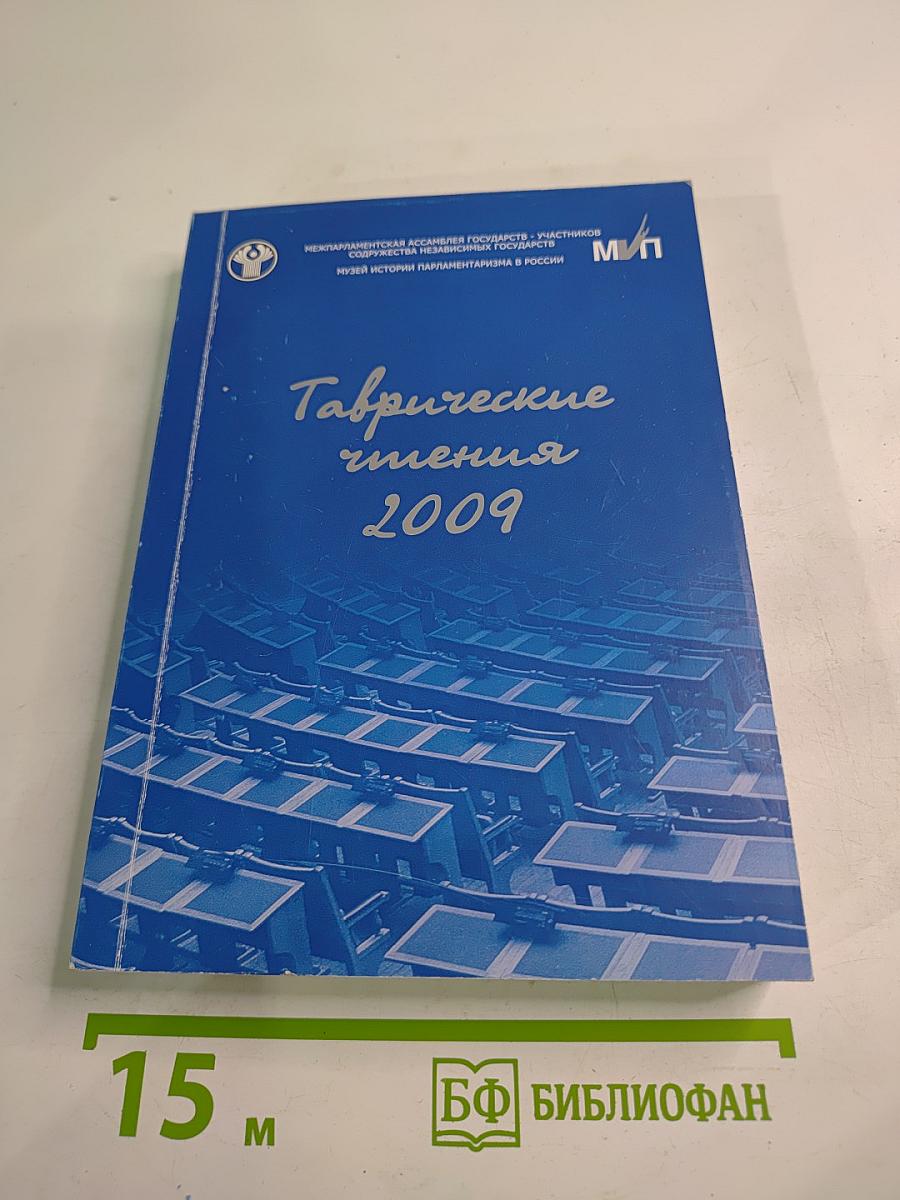 МЕЖПАРЛАМЕНТСКАЯ АССАМБЛЕЯ ГОСУДАРСТВ - УЧАСТНИКОВ
СОДРУЖЕСТВА НЕЗАВИСИМЫХ ГОСУДАРСТВ
МУЗЕЙ ИСТОРИИ ПАРЛАМЕНТАРИЗМА В РОССИИ
МИП
Таврические
чтения
2009
15 м
БФ БИБЛИОФАН